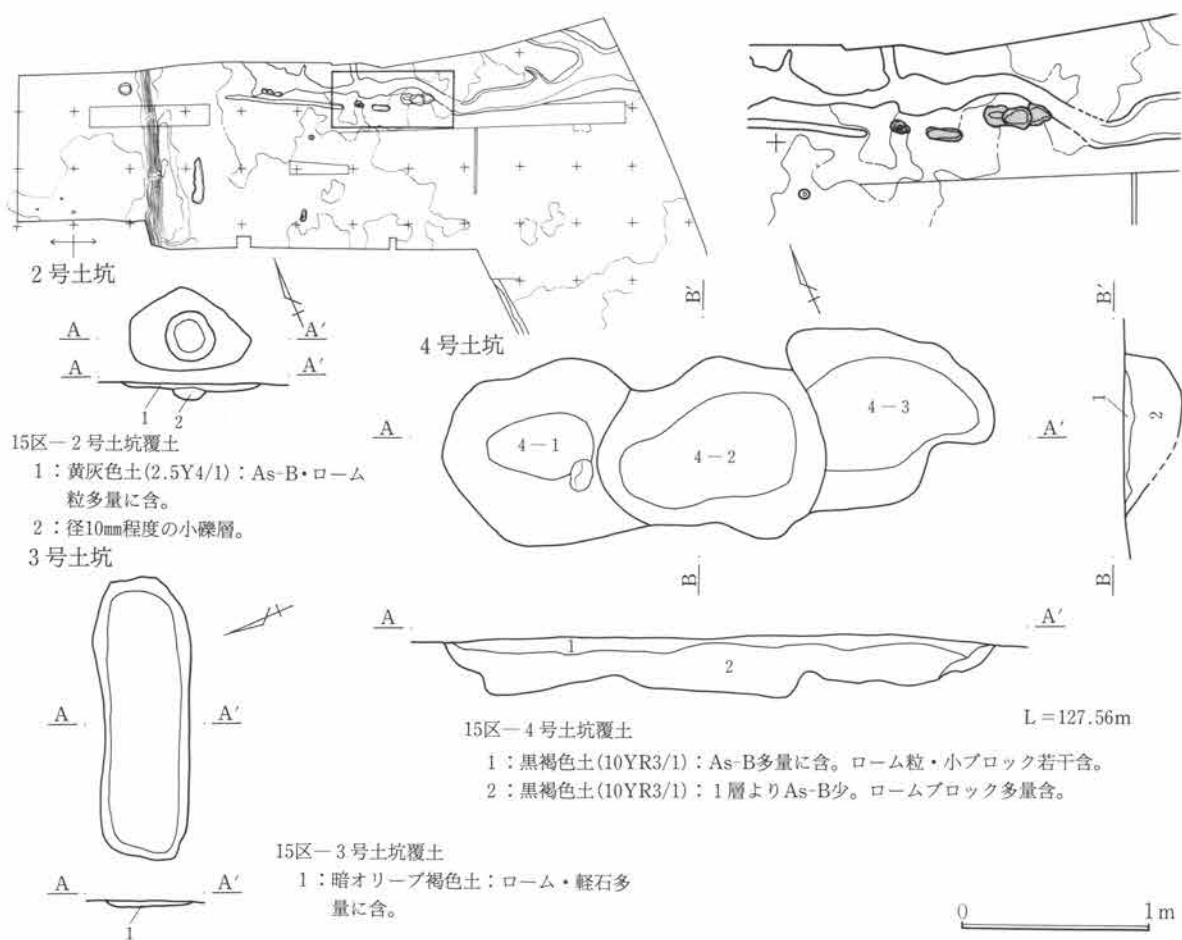 2号土坑
A A′
A A′
1
2
15区―2号土坑覆土
1：黄灰色土(2.5Y4/1)：As-B・ローム
粒多量に含。
2：径10㎜程度の小礫層。
3号土坑
A A′
A A′
1
15区―3号土坑覆土
1：暗オリーブ褐色土：ローム・軽石多
量に含。
4号土坑
B′
B′
A
4－1
4－2
4－3
A′
1
2
B
B
A A′
1
2
L＝127.56m
15区―4号土坑覆土
1：黒褐色土(10YR3/1)：As-B多量に含。ローム粒・小ブロック若干含。
2：黒褐色土(10YR3/1)：1層よりAs-B少。ロームブロック多量含。
0 1m